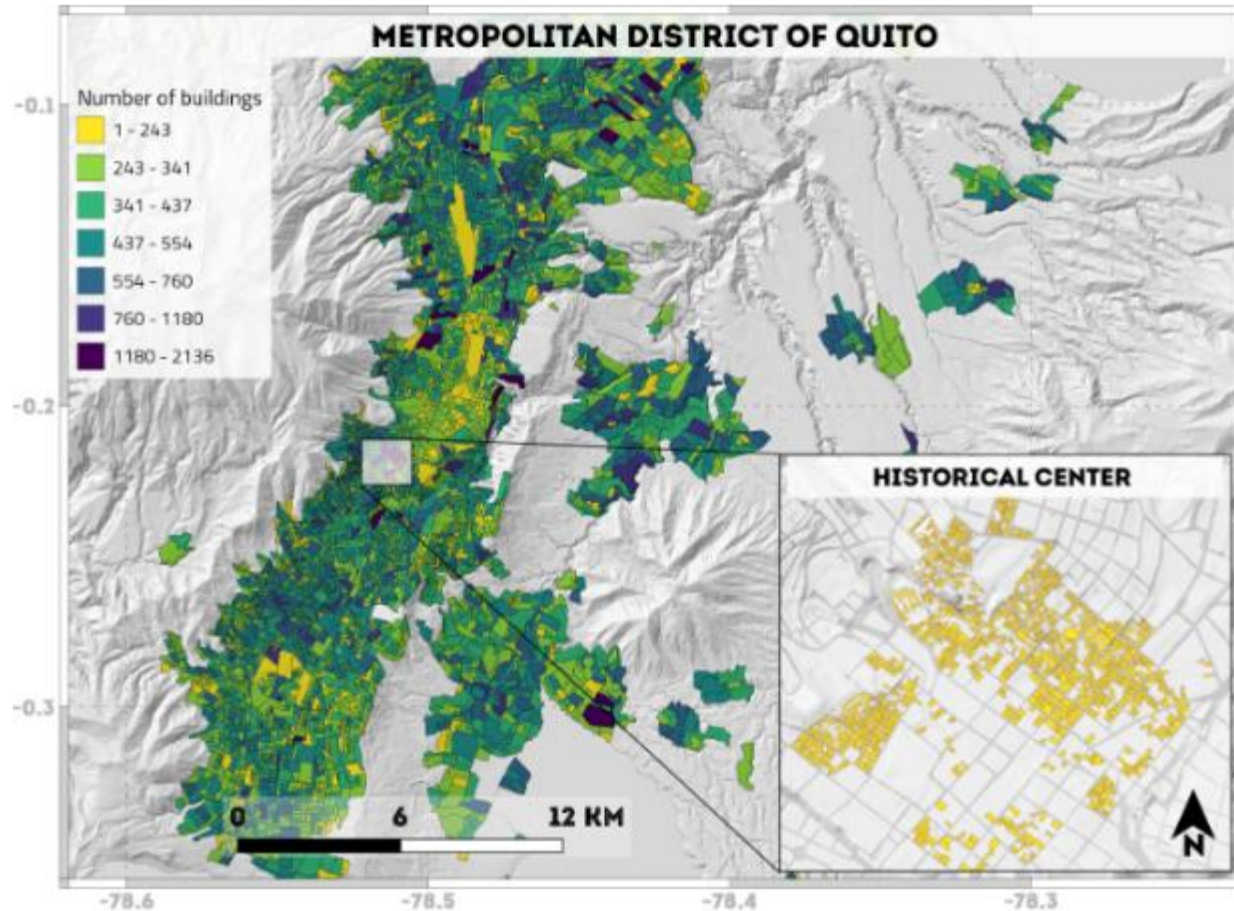 METROPOLITAN DISTRICT OF QUITO
Number of buildings
1 - 243
243 - 341
341 - 437
437 - 554
554 - 760
760 - 1180
1180 - 2136
-0.1
-0.2
-0.3
HISTORICAL CENTER
N
0 6 12 KM
-78.6 -78.5 -78.4 -78.3